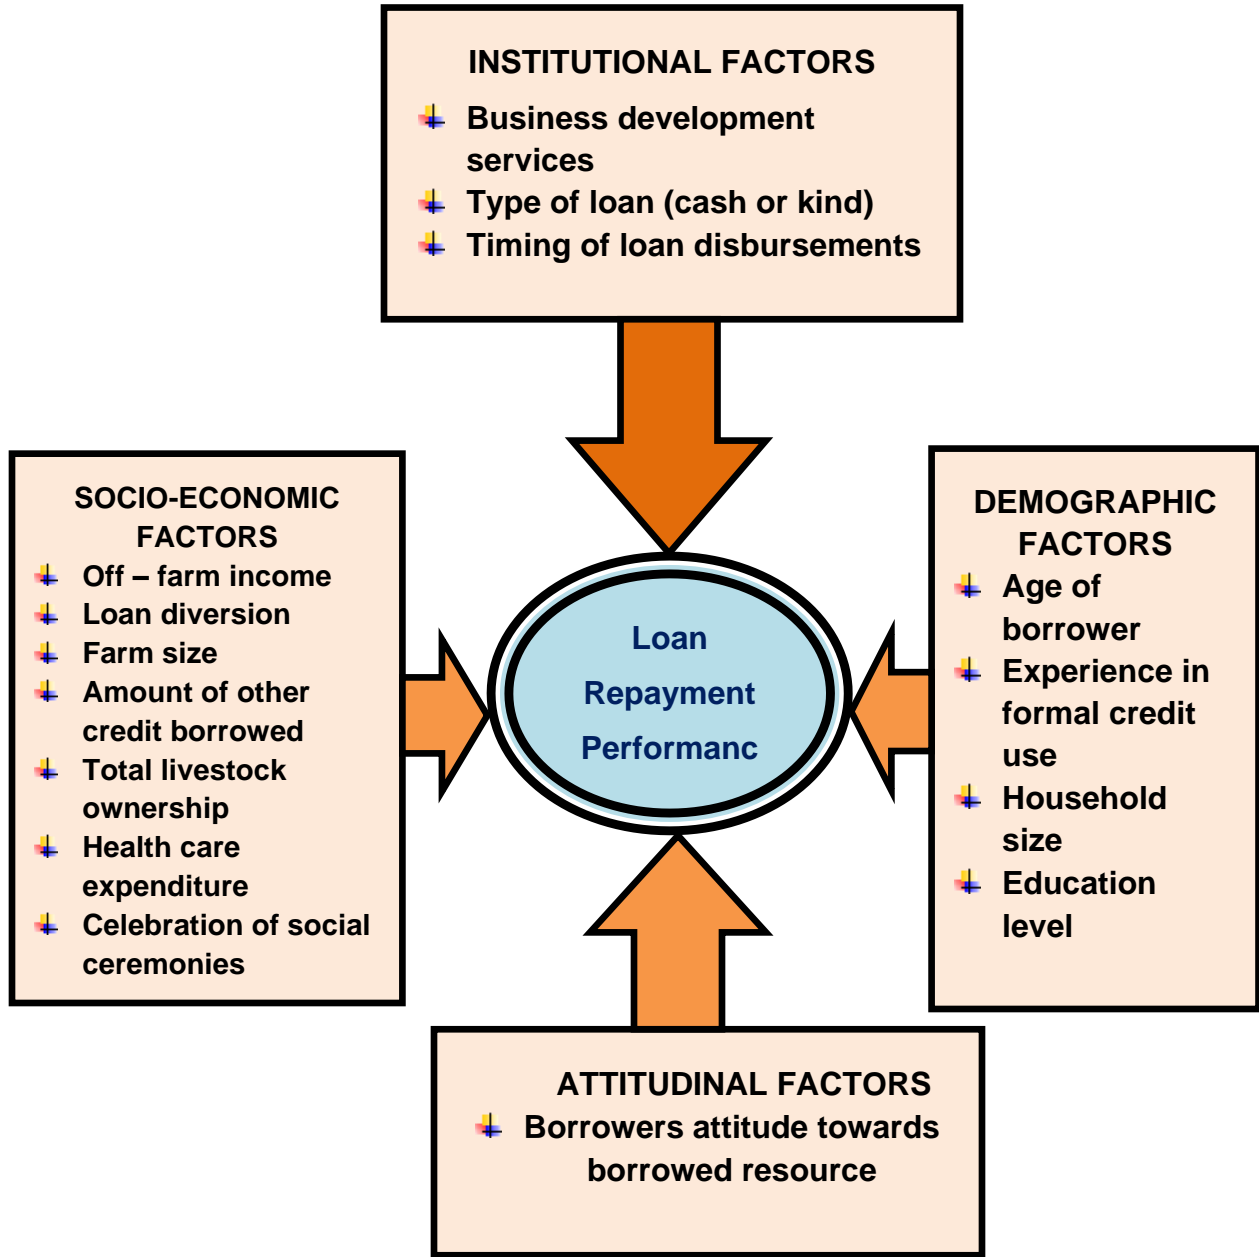 INSTITUTIONAL FACTORS
Business development
services
Type of loan (cash or kind)
Timing of loan disbursements
SOCIO-ECONOMIC
FACTORS
Off – farm income
Loan diversion
Farm size
Amount of other
credit borrowed
Total livestock
ownership
Health care
expenditure
Celebration of social
ceremonies
Loan
Repayment
Performanc
DEMOGRAPHIC
FACTORS
Age of
borrower
Experience in
formal credit
use
Household
size
Education
level
ATTITUDINAL FACTORS
Borrowers attitude towards
borrowed resource